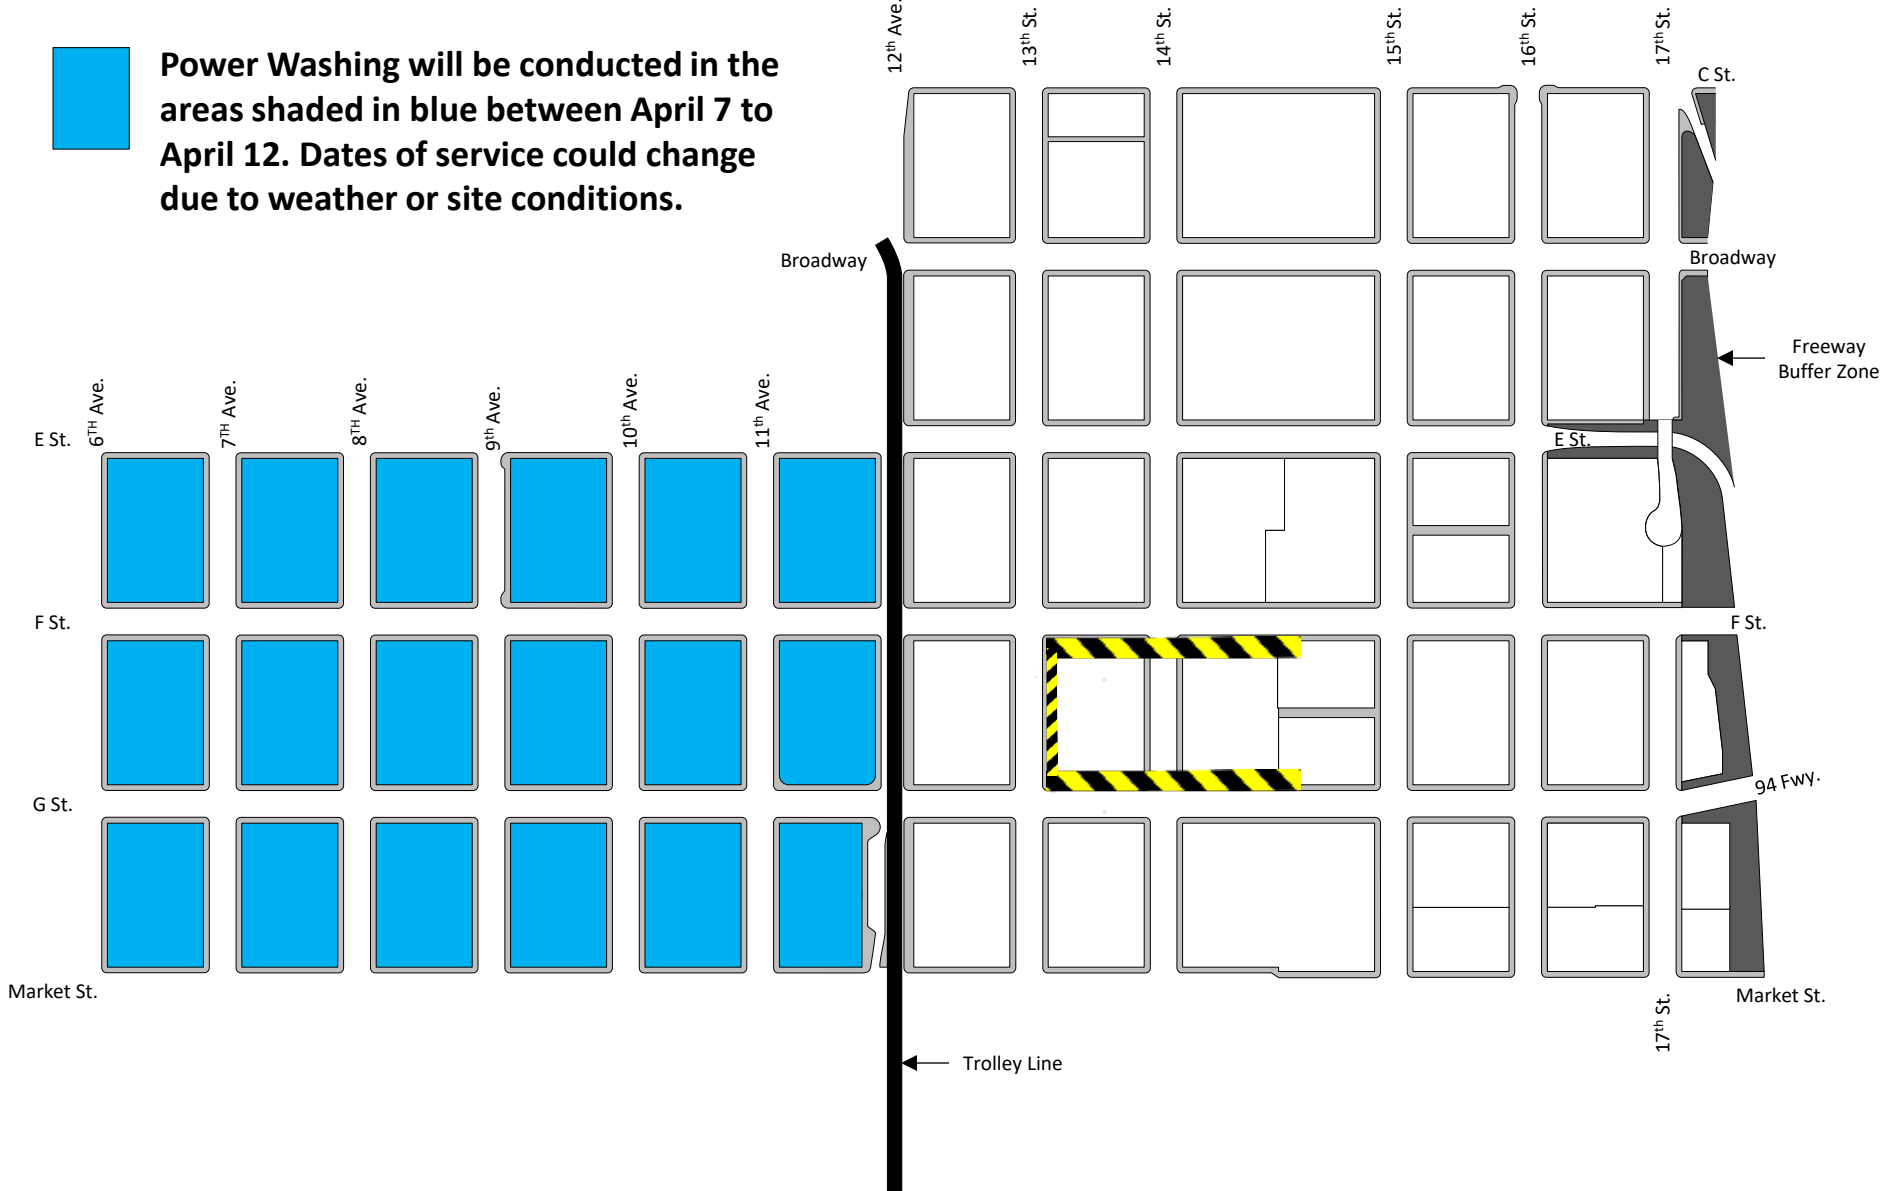 Power Washing will be conducted in the
areas shaded in blue between April 7 to
April 12. Dates of service could change
due to weather or site conditions.
12th Ave.
13th St.
14th St.
15th St.
16th St.
17th St.
C St.
Broadway
Broadway
Freeway
Buffer Zone
6TH Ave.
7TH Ave.
8TH Ave.
9th Ave.
10th Ave.
11th Ave.
E St.
E St.
F St.
F St.
G St.
94 Fwy.
Market St.
Market St.
17th St.
Trolley Line